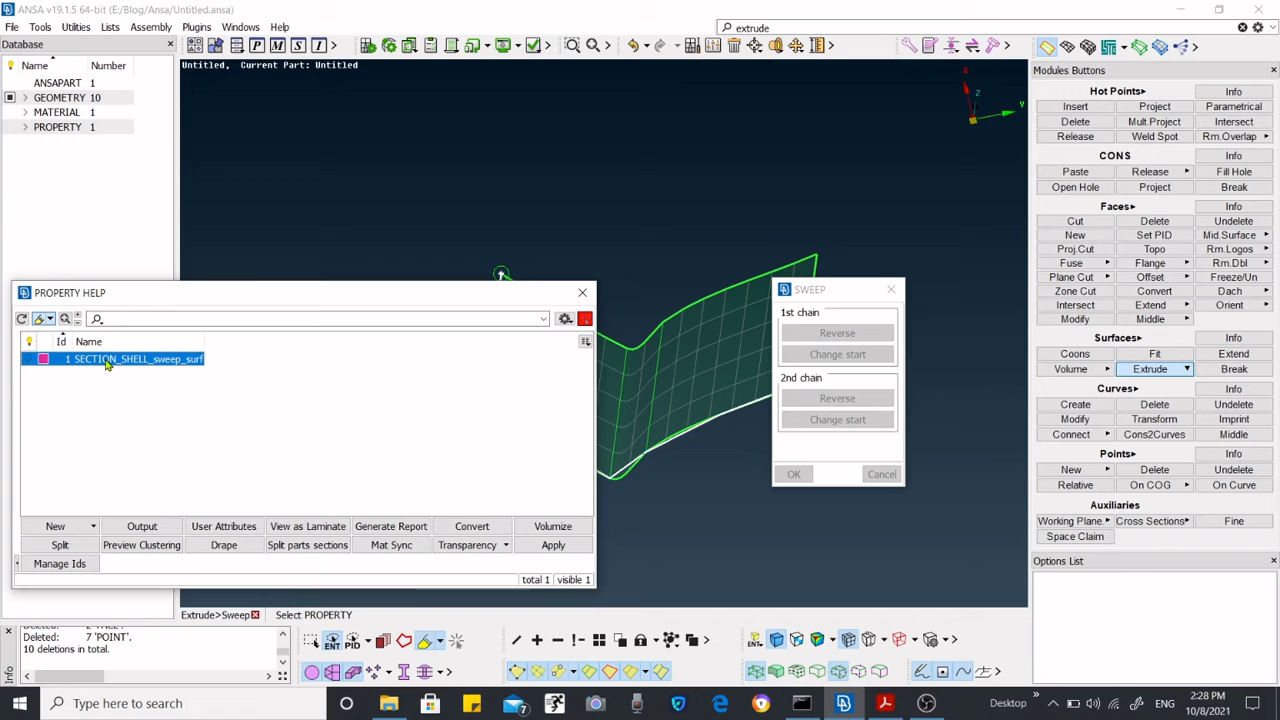 ANSA v19.1.5 64-bit (E:/Blog/Ansa/Untitled.ansa)
File Tools Utilities Lists Assembly Plugins Windows Help
extrude
Database
Name Number
ANSAPART 1
GEOMETRY 10
MATERIAL 1
PROPERTY 1
Untitled, Current Part: Untitled
X
Z
Y
PROPERTY HELP
Id Name
1 SECTION_SHELL_sweep_surf
New Output User Attributes View as Laminate Generate Report Convert Volumize
Split Preview Clustering Drape Split parts sections Mat Sync Transparency Apply
Manage Ids
total 1 visible 1
SWEEP
1st chain
Reverse
Change start
2nd chain
Reverse
Change start
OK Cancel
Modules Buttons
Hot Points Info
Insert Project Parametrical
Delete Mult Project Intersect
Release Weld Spot Rm.Overlap
CONS Info
Paste Release Fill Hole
Open Hole Project Break
Faces Info
Cut Delete Undelete
New Set PID Mid.Surface
Proj.Cut Topo Rm.Logos
Fuse Flange Rm.Dbl
Plane Cut Offset Freeze/Un
Zone Cut Convert Dach
Intersect Extend Orient
Modify Middle
Surfaces Info
Coons Fit Extend
Volume Extrude Break
Curves Info
Create Delete Undelete
Modify Transform Imprint
Connect Cons2Curves Middle
Points Info
New Delete Undelete
Relative On COG On Curve
Auxiliaries
Working Plane. Cross Sections Fine
Space Claim
Options List
Extrude>Sweep Select PROPERTY
Deleted: 7 'POINT'.
10 deletions in total.
Info
ENT PID
ENT
Type here to search
7
Desktop
ENG
2:28 PM
10/8/2021